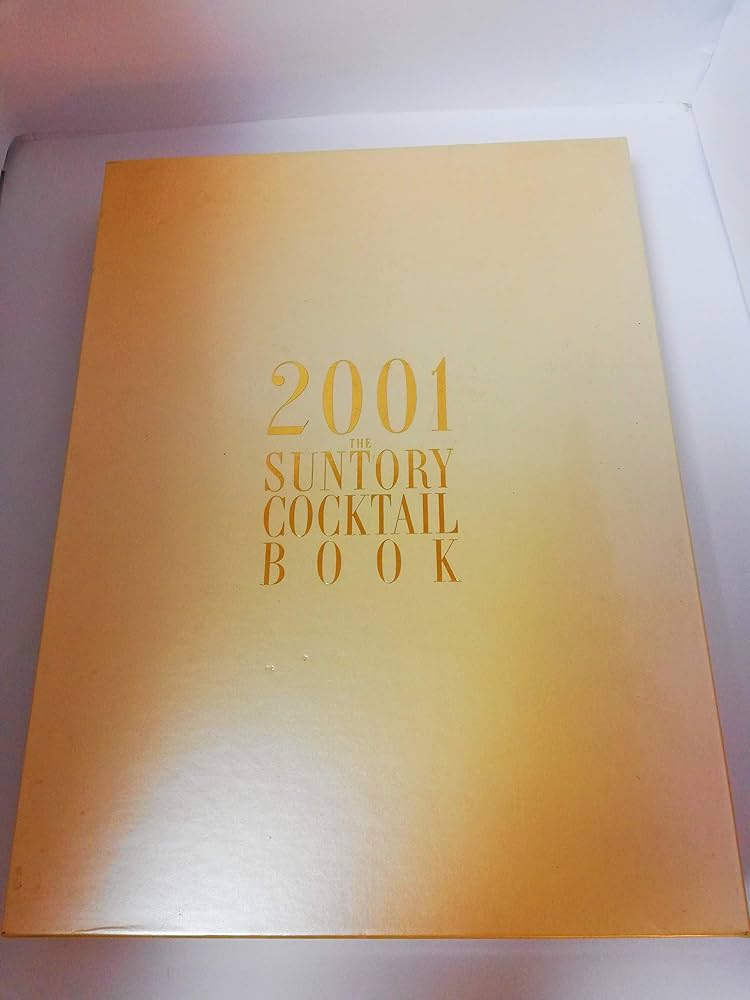 2001
THE
SUNTORY
COCKTAIL
BOOK